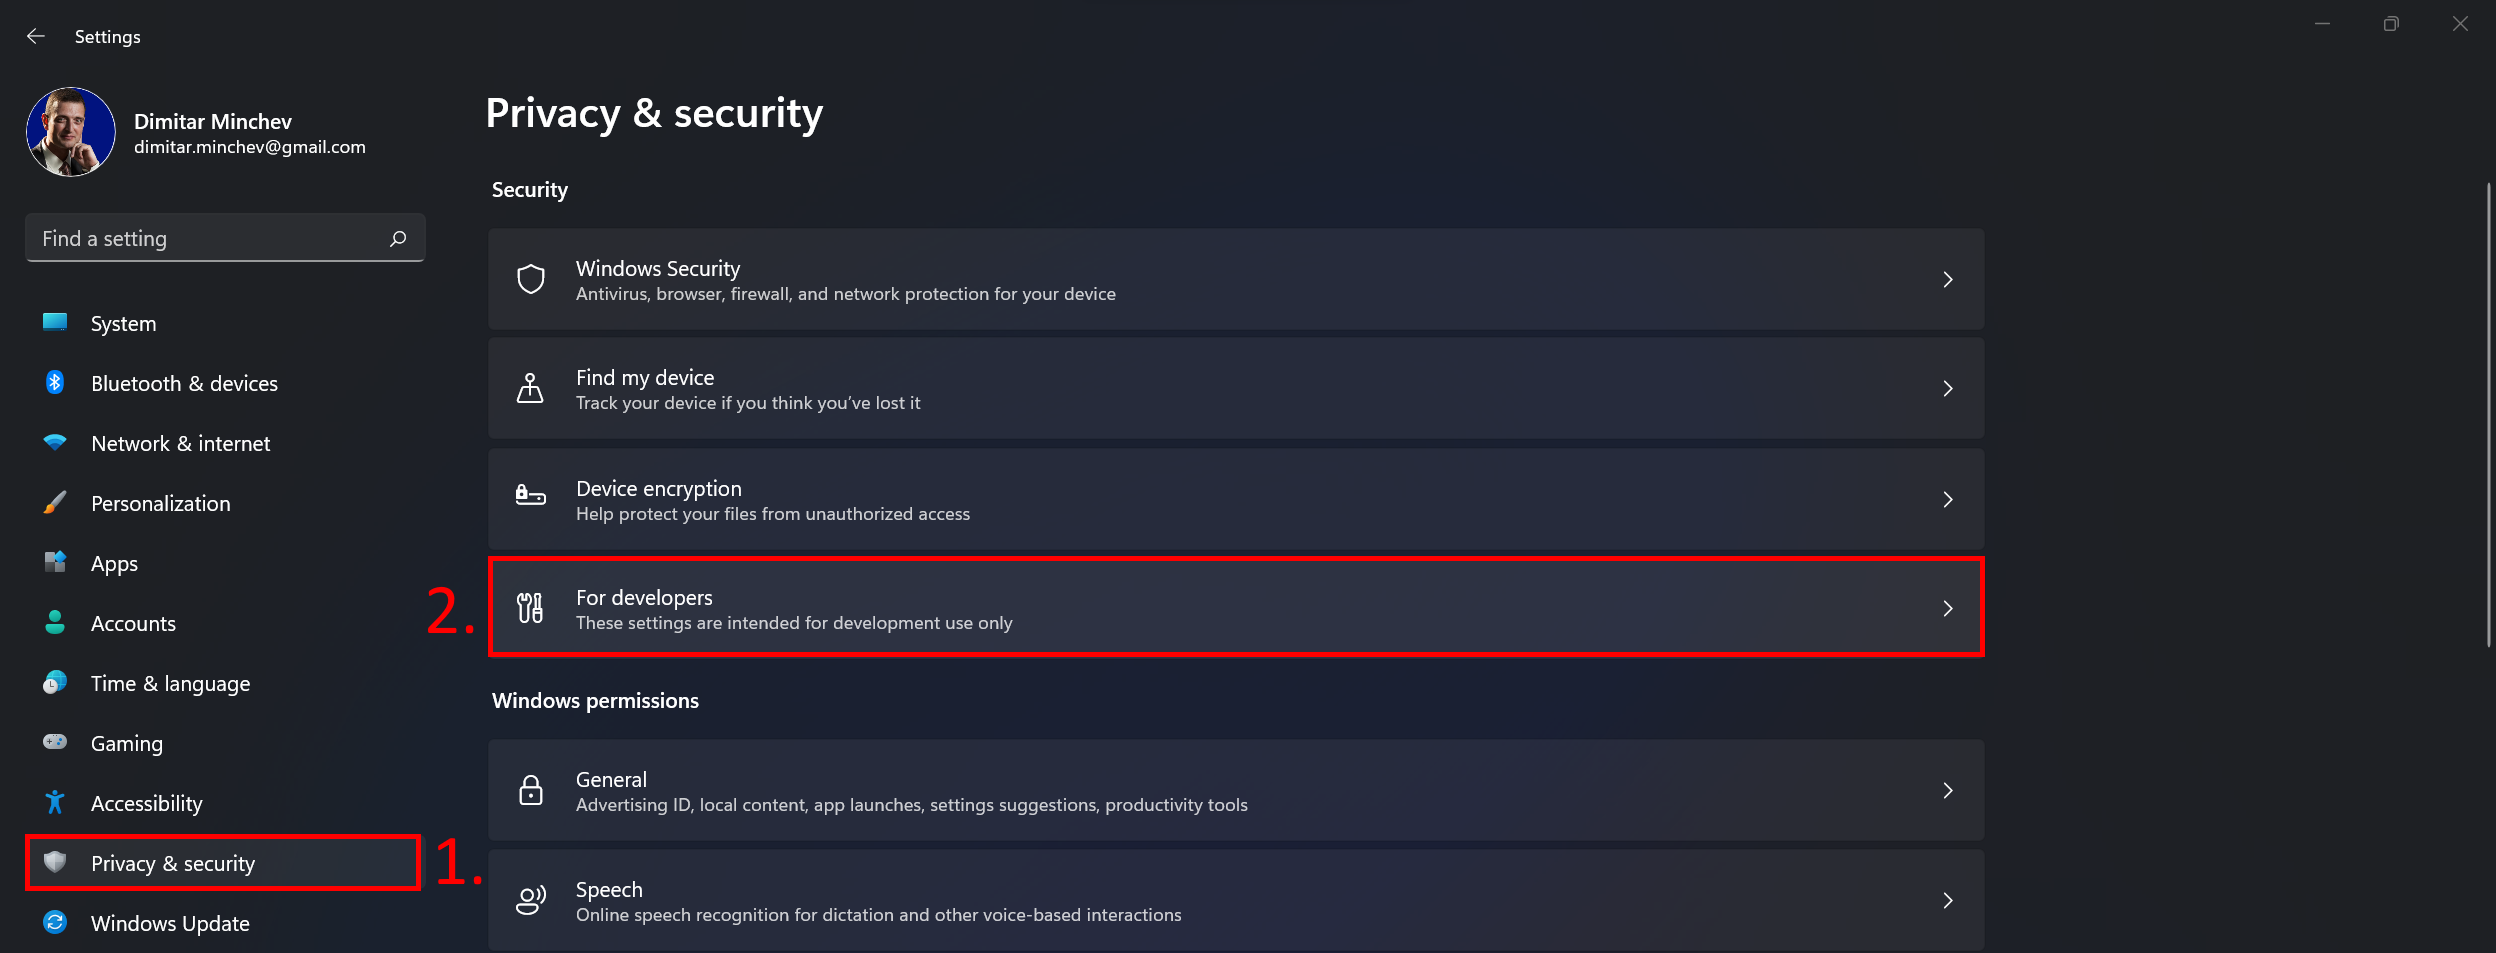 Settings
Dimitar Minchev
dimitar.minchev@gmail.com
Find a setting
System
Bluetooth & devices
Network & internet
Personalization
Apps
Accounts
Time & language
Gaming
Accessibility
Privacy & security
1.
Windows Update
Privacy & security
Security
Windows Security
Antivirus, browser, firewall, and network protection for your device
Find my device
Track your device if you think you’ve lost it
Device encryption
Help protect your files from unauthorized access
2.
For developers
These settings are intended for development use only
Windows permissions
General
Advertising ID, local content, app launches, settings suggestions, productivity tools
Speech
Online speech recognition for dictation and other voice-based interactions